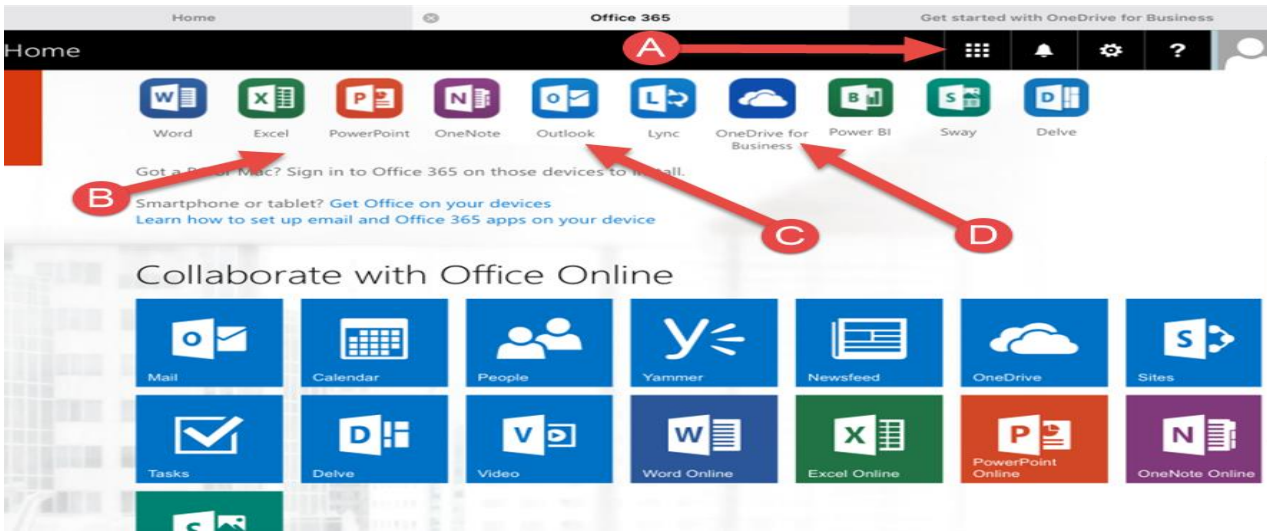 Home
Office 365
Get started with OneDrive for Business
Home
A
?
W
X
P
N
O
L
B
S
D
Word
Excel
PowerPoint
OneNote
Outlook
Lync
OneDrive for Business
Power BI
Sway
Delve
Got a PC or Mac? Sign in to Office 365 on those devices to install.
B
Smartphone or tablet? Get Office on your devices
Learn how to set up email and Office 365 apps on your device
C
D
Collaborate with Office Online
Mail
Calendar
People
Yammer
Newsfeed
OneDrive
Sites
Tasks
Delve
Video
Word Online
Excel Online
PowerPoint
Online
OneNote Online